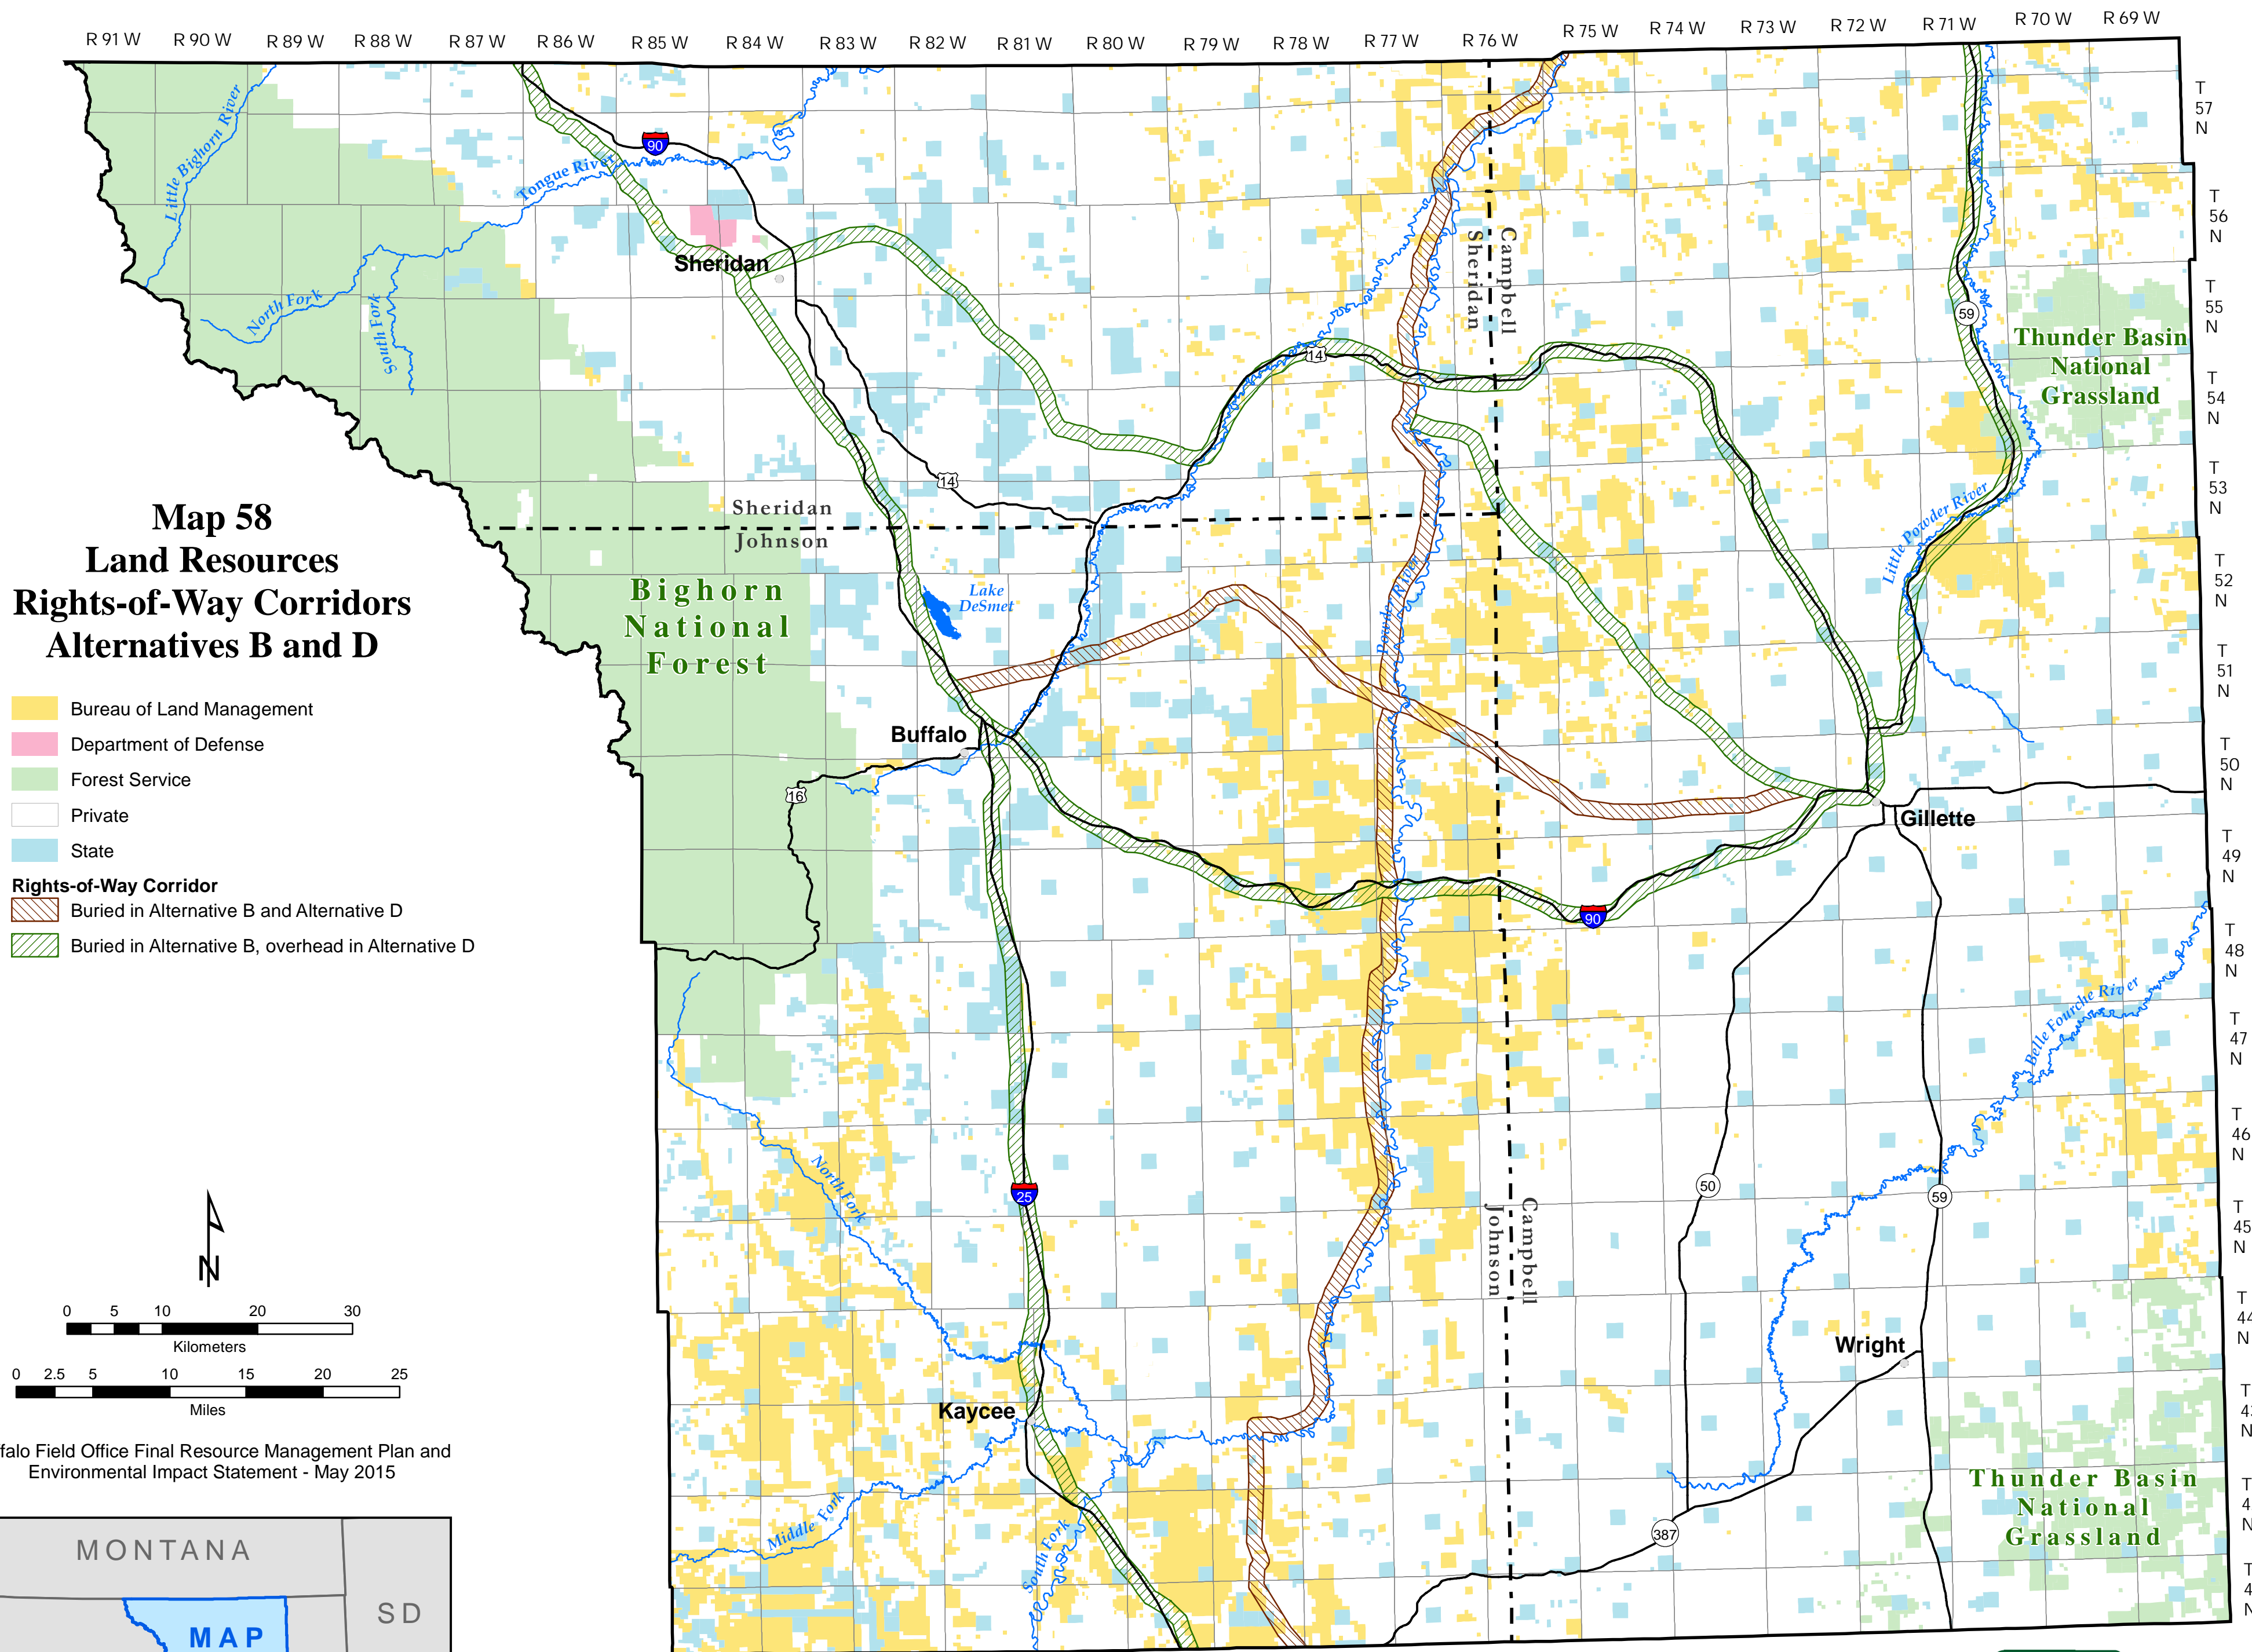 R 91 W
R 90 W
R 89 W
R 88 W
R 87 W
R 86 W
R 85 W
R 84 W
R 83 W
R 82 W
R 81 W
R 80 W
R 79 W
R 78 W
R 77 W
R 76 W
R 75 W
R 74 W
R 73 W
R 72 W
R 71 W
R 70 W
R 69 W
T
57
N
T
56
N
T
55
N
T
54
N
T
53
N
T
52
N
T
51
N
T
50
N
T
49
N
T
48
N
T
47
N
T
46
N
T
45
N
T
44
N
T
N
T
N
T
N
Little Bighorn River
Tongue River
North Fork
South Fork
90
Sheridan
14
14
Sheridan
Campbell
59
Thunder Basin
National
Grassland
Sheridan
Johnson
Bighorn
National
Forest
Lake
DeSmet
Powder River
Little Powder River
Buffalo
16
Gillette
90
Belle Fourche River
North Fork
25
50
59
Johnson
Campbell
Wright
Kaycee
Middle Fork
South Fork
387
Thunder Basin
National
Grassland
Map 58
Land Resources
Rights-of-Way Corridors
Alternatives B and D
Bureau of Land Management
Department of Defense
Forest Service
Private
State
Rights-of-Way Corridor
Buried in Alternative B and Alternative D
Buried in Alternative B, overhead in Alternative D
N
0 5 10 20 30
Kilometers
0 2.5 5 10 15 20 25
Miles
falo Field Office Final Resource Management Plan and
Environmental Impact Statement - May 2015
MONTANA
SD
MAP